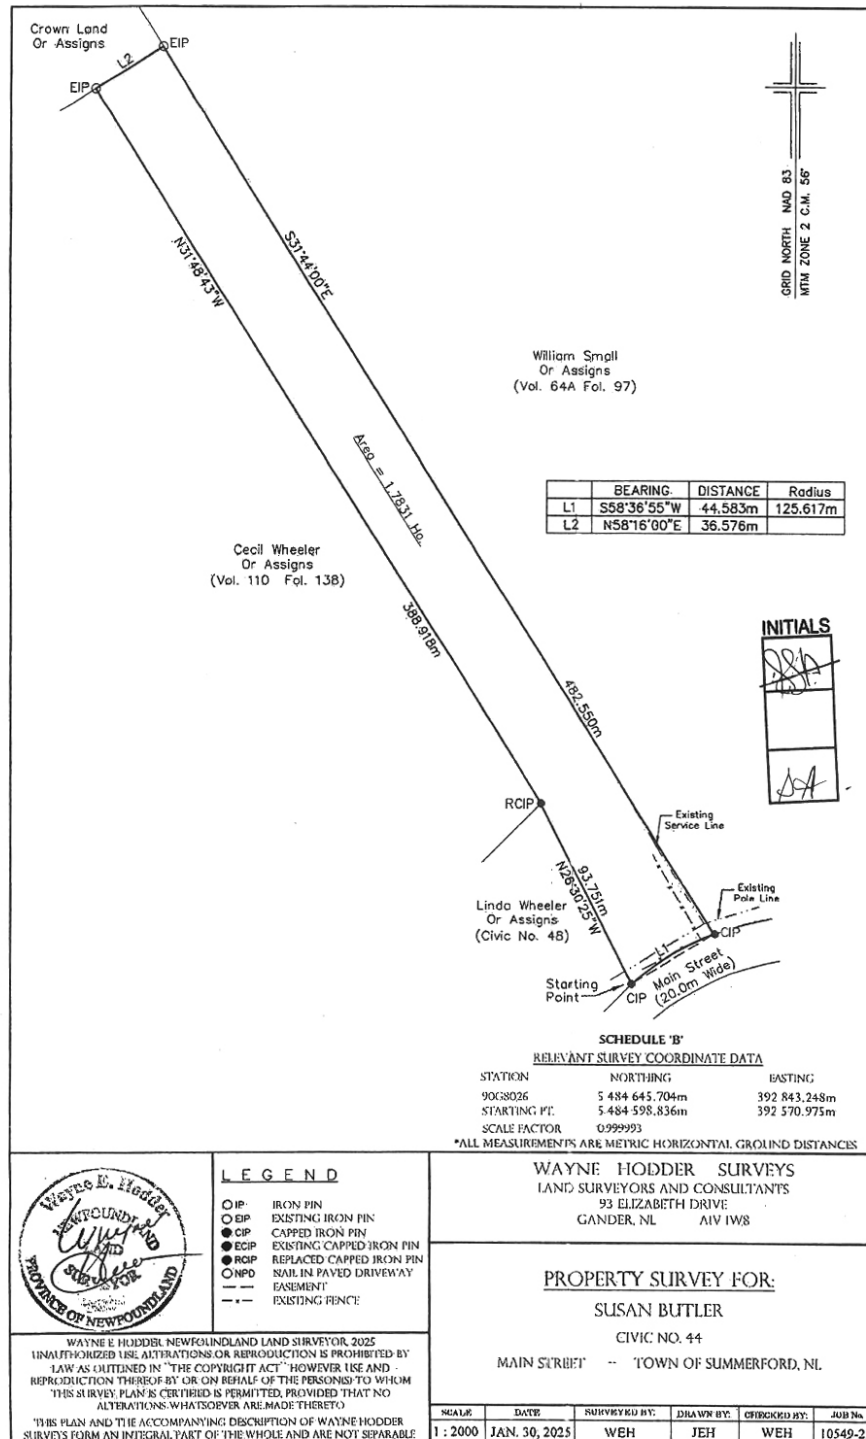 Crown Land
Or Assigns
EIP
L2
EIP
GRID NORTH NAD 83
MTM ZONE 2 C.M. 56°
N31°48'43"W
S31°44'00"E
William Small
Or Assigns
(Vol. 64A Fol. 97)
Area = 1.7831 Ha.
BEARING DISTANCE Radius
L1 S58°36'55"W 44.583m 125.617m
L2 N58°16'00"E 36.576m
Cecil Wheeler
Or Assigns
(Vol. 110 Fol. 138)
388.918m
INITIALS
482.550m
RCIP
Existing
Service Line
93.751m
N26°30'25"W
Linda Wheeler
Or Assigns
(Civic No. 48)
Existing
Pole Line
CIP
L1
Main Street
(20.0m Wide)
Starting
Point
CIP
SCHEDULE 'B'
RELEVANT SURVEY COORDINATE DATA
STATION NORTHING EASTING
90G8026 5 484 645.704m 392 843.248m
STARTING PT. 5 484 598.836m 392 570.975m
SCALE FACTOR 0.999993
*ALL MEASUREMENTS ARE METRIC HORIZONTAL GROUND DISTANCES
Wayne E. Hodder
NEWFOUNDLAND
LAND
SURVEYOR
PROVINCE OF NEWFOUNDLAND
LEGEND
IP IRON PIN
EIP EXISTING IRON PIN
CIP CAPPED IRON PIN
ECIP EXISTING CAPPED IRON PIN
RCIP REPLACED CAPPED IRON PIN
NPD NAIL IN PAVED DRIVEWAY
EASEMENT
EXISTING FENCE
WAYNE HODDER SURVEYS
LAND SURVEYORS AND CONSULTANTS
93 ELIZABETH DRIVE
GANDER, NL A1V 1W8
PROPERTY SURVEY FOR:
SUSAN BUTLER
CIVIC NO. 44
MAIN STREET -- TOWN OF SUMMERFORD, NL
WAYNE E HODDER, NEWFOUNDLAND LAND SURVEYOR, 2025
UNAUTHORIZED USE, ALTERATIONS OR REPRODUCTION IS PROHIBITED BY
LAW AS OUTLINED IN "THE COPYRIGHT ACT" HOWEVER USE AND
REPRODUCTION THEREOF BY OR ON BEHALF OF THE PERSON(S) TO WHOM
THIS SURVEY PLAN IS CERTIFIED IS PERMITTED, PROVIDED THAT NO
ALTERATIONS WHATSOEVER ARE MADE THERETO
THIS PLAN AND THE ACCOMPANYING DESCRIPTION OF WAYNE HODDER
SURVEYS FORM AN INTEGRAL PART OF THE WHOLE AND ARE NOT SEPARABLE
SCALE DATE SURVEYED BY: DRAWN BY: CHECKED BY: JOB No.
1 : 2000 JAN. 30, 2025 WEH JEH WEH 10549-2